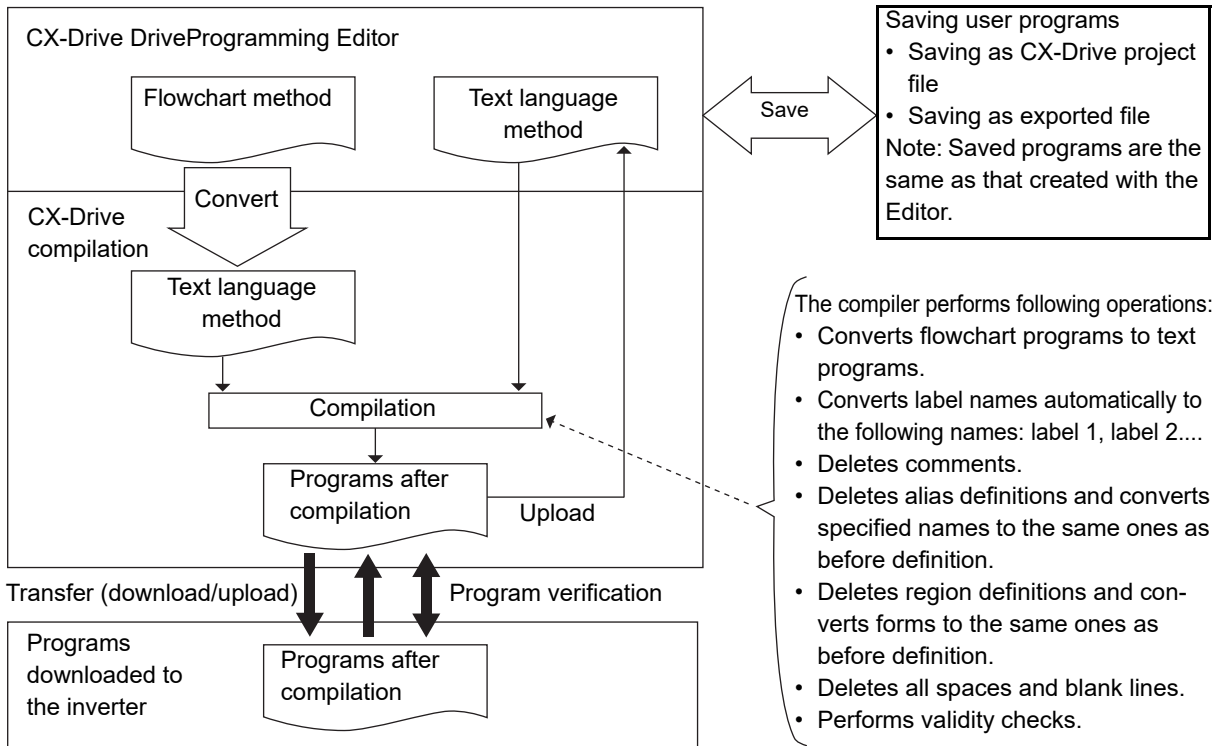 CX-Drive DriveProgramming Editor
Flowchart method
Text language
method
Save
Saving user programs
• Saving as CX-Drive project
file
• Saving as exported file
Note: Saved programs are the
same as that created with the
Editor.
Convert
CX-Drive
compilation
Text language
method
Compilation
Programs after
compilation
Upload
Transfer (download/upload)
Program verification
Programs
downloaded to
the inverter
Programs after
compilation
The compiler performs following operations:
• Converts flowchart programs to text
programs.
• Converts label names automatically to
the following names: label 1, label 2....
• Deletes comments.
• Deletes alias definitions and converts
specified names to the same ones as
before definition.
• Deletes region definitions and con-
verts forms to the same ones as
before definition.
• Deletes all spaces and blank lines.
• Performs validity checks.